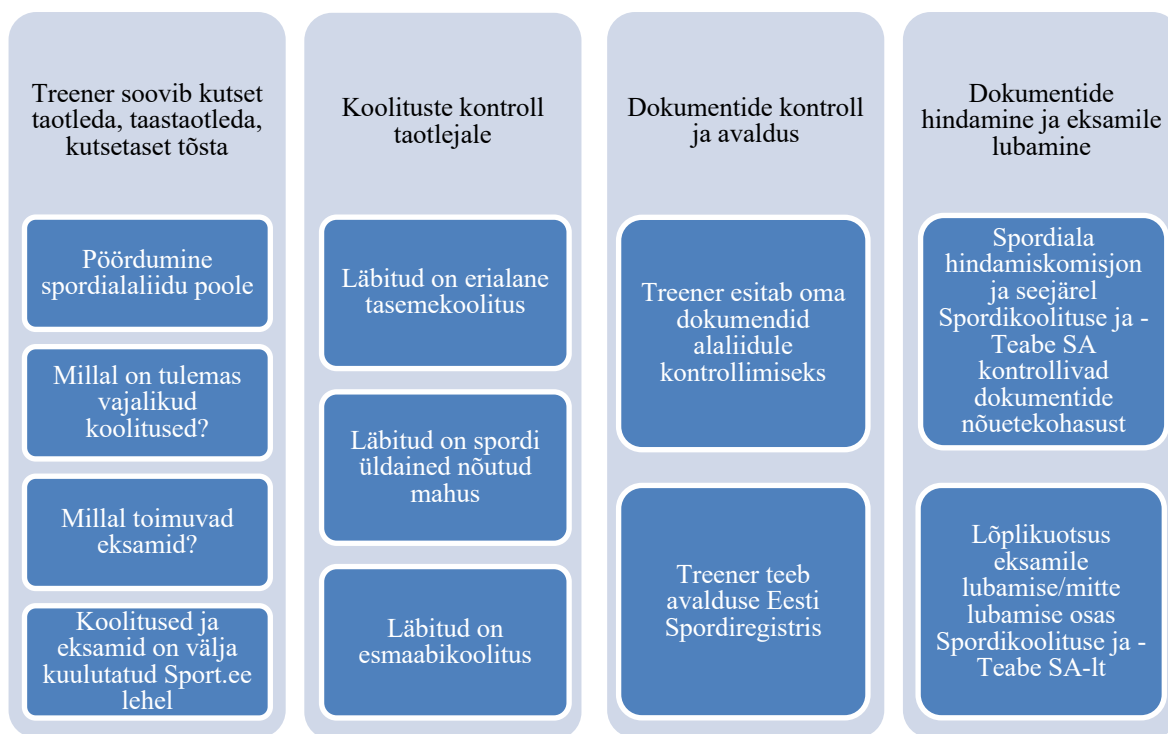 Treener soovib kutset
taotleda, taastaotleda,
kutsetaset tõsta
Pöördumine
spordialaliidu poole
Millal on tulemas
vajalikud
koolitused?
Millal toimuvad
eksamid?
Koolitused ja
eksamid on välja
kuulutatud Sport.ee
lehel
Koolituste kontroll
taotlejale
Läbitud on erialane
tasemekoolitus
Läbitud on spordi
üldained nõutud
mahus
Läbitud on
esmaabikoolitus
Dokumentide kontroll
ja avaldus
Treener esitab oma
dokumendid
alaliidule
kontrollimiseks
Treener teeb
avalduse Eesti
Spordiregistris
Dokumentide
hindamine ja eksamile
lubamine
Spordiala
hindamiskomisjon
ja seejärel
Spordikoolituse ja -
Teabe SA
kontrollivad
dokumentide
nõuetekohasust
Lõplikuotsus
eksamile
lubamise/mitte
lubamise osas
Spordikoolituse ja -
Teabe SA-lt